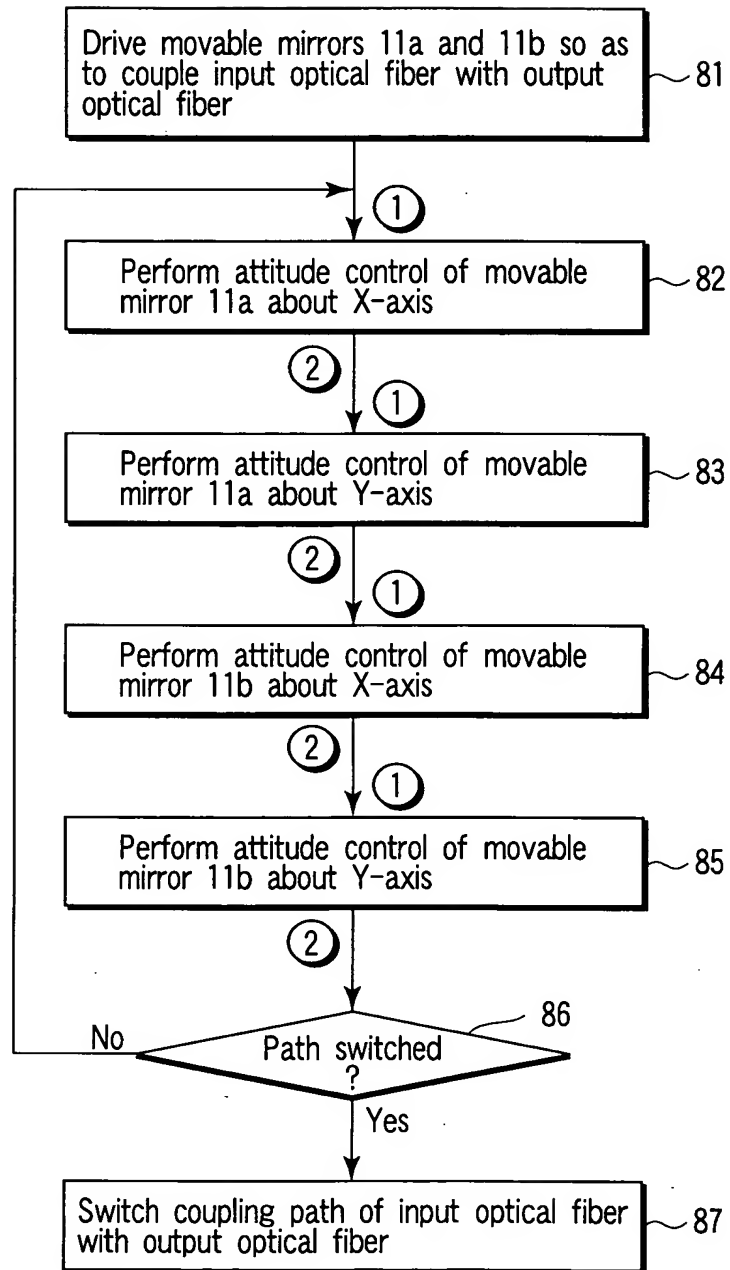 Drive movable mirrors 11a and 11b so as
to couple input optical fiber with output
optical fiber
81
1
Perform attitude control of movable
mirror 11a about X-axis
82
2
1
Perform attitude control of movable
mirror 11a about Y-axis
83
2
1
Perform attitude control of movable
mirror 11b about X-axis
84
2
1
Perform attitude control of movable
mirror 11b about Y-axis
85
2
86
No
Path switched
?
Yes
Switch coupling path of input optical fiber
with output optical fiber
87